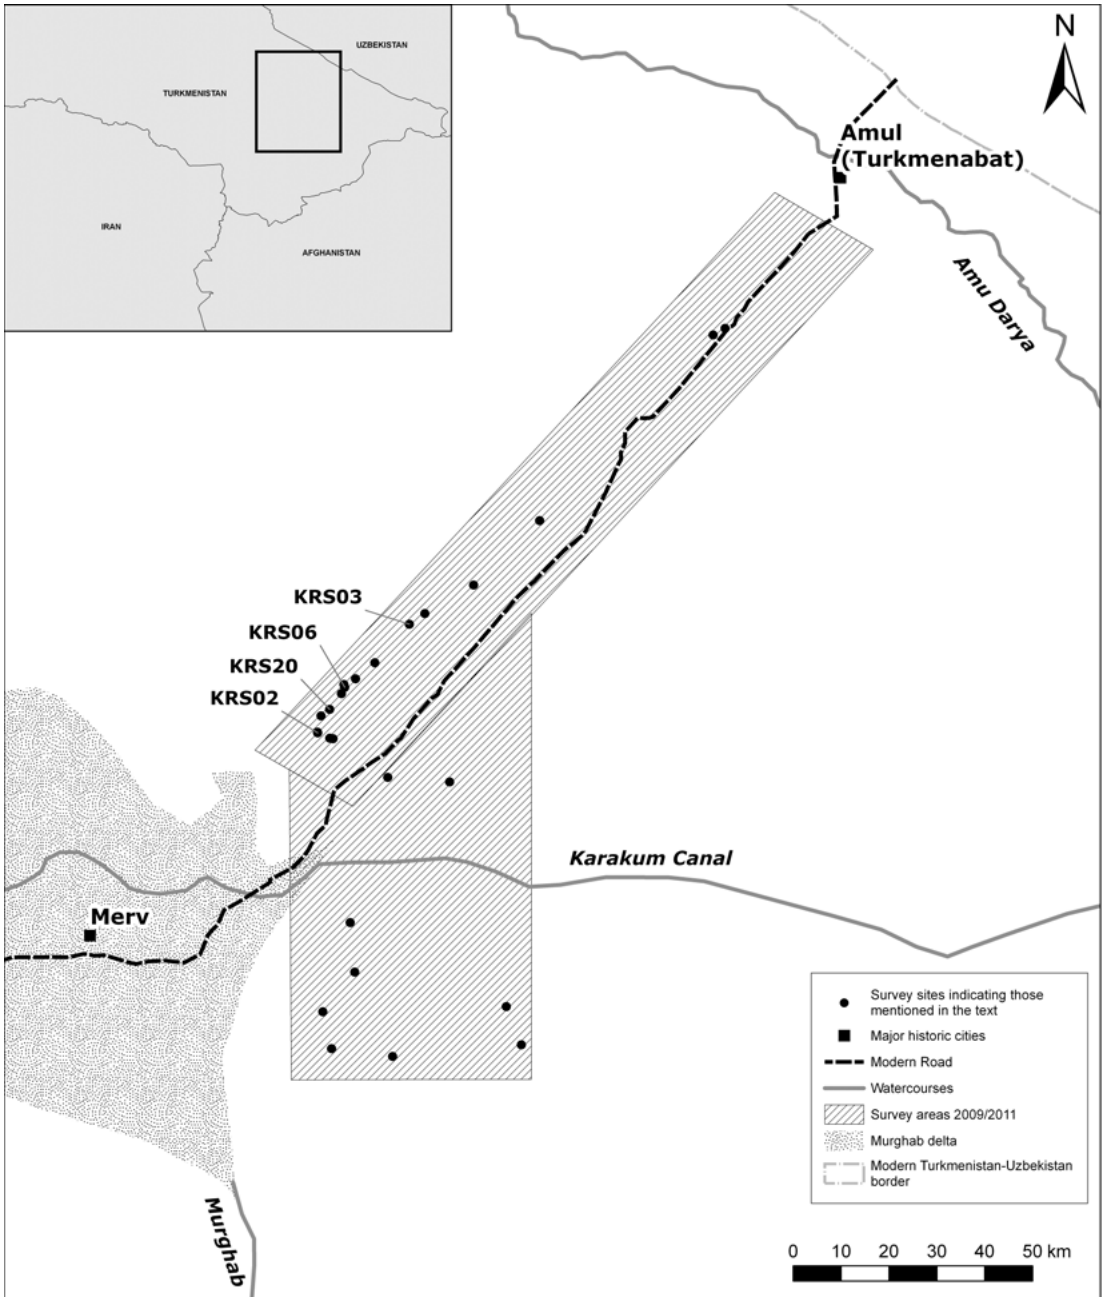 UZBEKISTAN
TURKMENISTAN
IRAN
AFGHANISTAN
N
Amul
(Turkmenabat)
Amu Darya
KRS03
KRS06
KRS20
KRS02
Karakum Canal
Merv
Murghab
Survey sites indicating those
mentioned in the text
Major historic cities
Modern Road
Watercourses
Survey areas 2009/2011
Murghab delta
Modern Turkmenistan-Uzbekistan
border
0 10 20 30 40 50 km